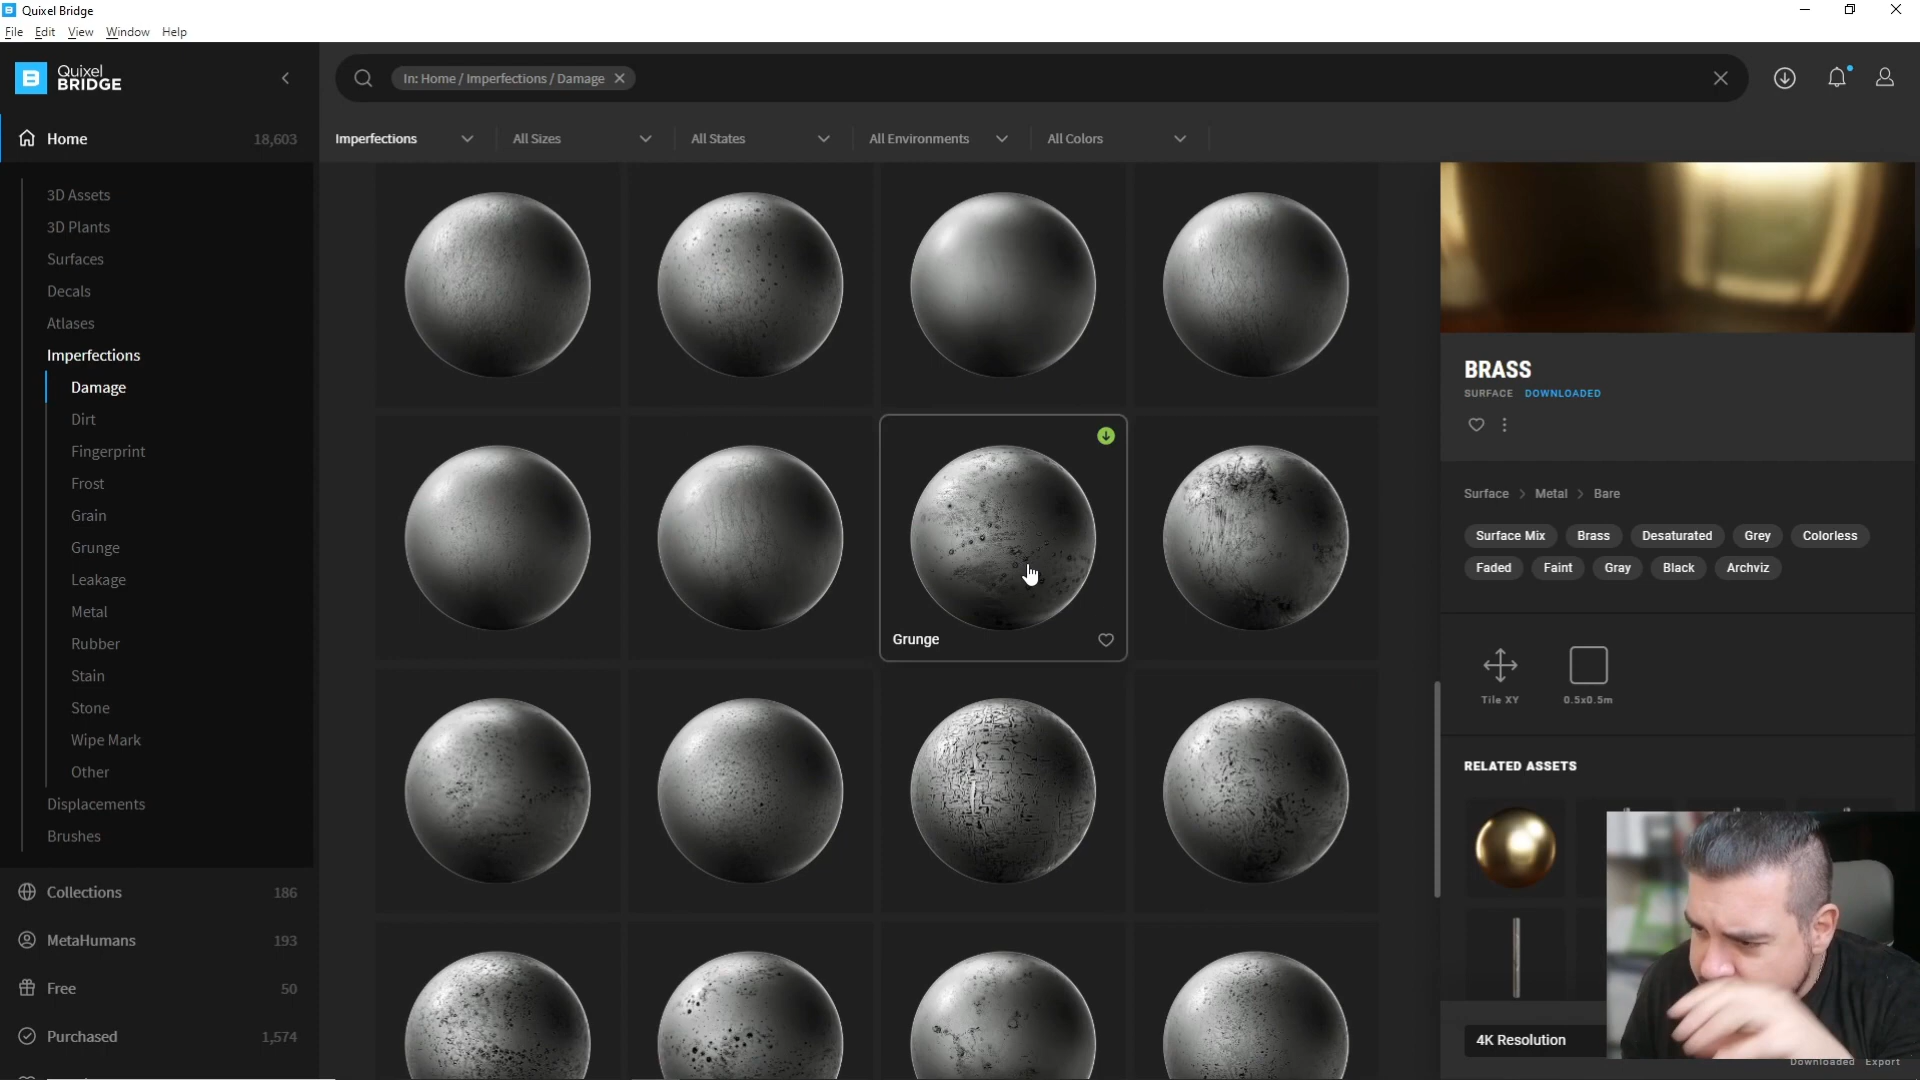 Quixel Bridge
File Edit View Window Help
Quixel
BRIDGE
In: Home / Imperfections / Damage
Home 18,603
Imperfections All Sizes All States All Environments All Colors
3D Assets
3D Plants
Surfaces
Decals
Atlases
Imperfections
Damage
Dirt
Fingerprint
Frost
Grain
Grunge
Leakage
Metal
Rubber
Stain
Stone
Wipe Mark
Other
Displacements
Brushes
Collections 186
MetaHumans 193
Free 50
Purchased 1,574
Grunge
BRASS
SURFACE DOWNLOADED
Surface > Metal > Bare
Surface Mix Brass Desaturated Grey Colorless
Faded Faint Gray Black Archviz
Tile XY 0.5x0.5m
RELATED ASSETS
4K Resolution
Downloaded Export